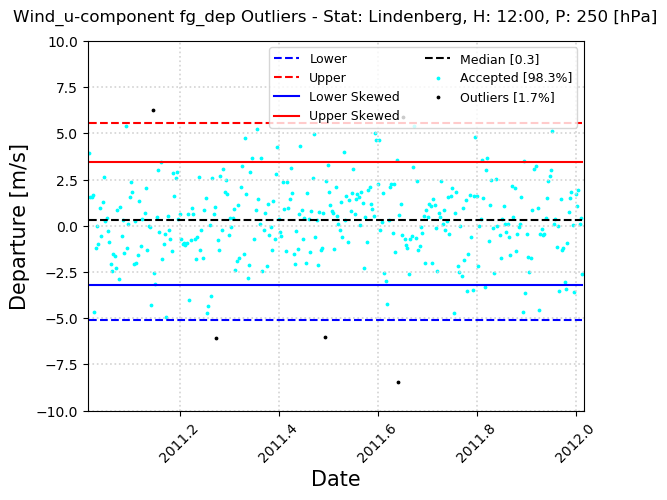 Wind_u-component fg_dep Outliers - Stat: Lindenberg, H: 12:00, P: 250 [hPa]
10.0
7.5
5.0
2.5
0.0
−2.5
−5.0
−7.5
−10.0
Departure [m/s]
Lower
Upper
Lower Skewed
Upper Skewed
Median [0.3]
Accepted [98.3%]
Outliers [1.7%]
2011.2
2011.4
2011.6
2011.8
2012.0
Date